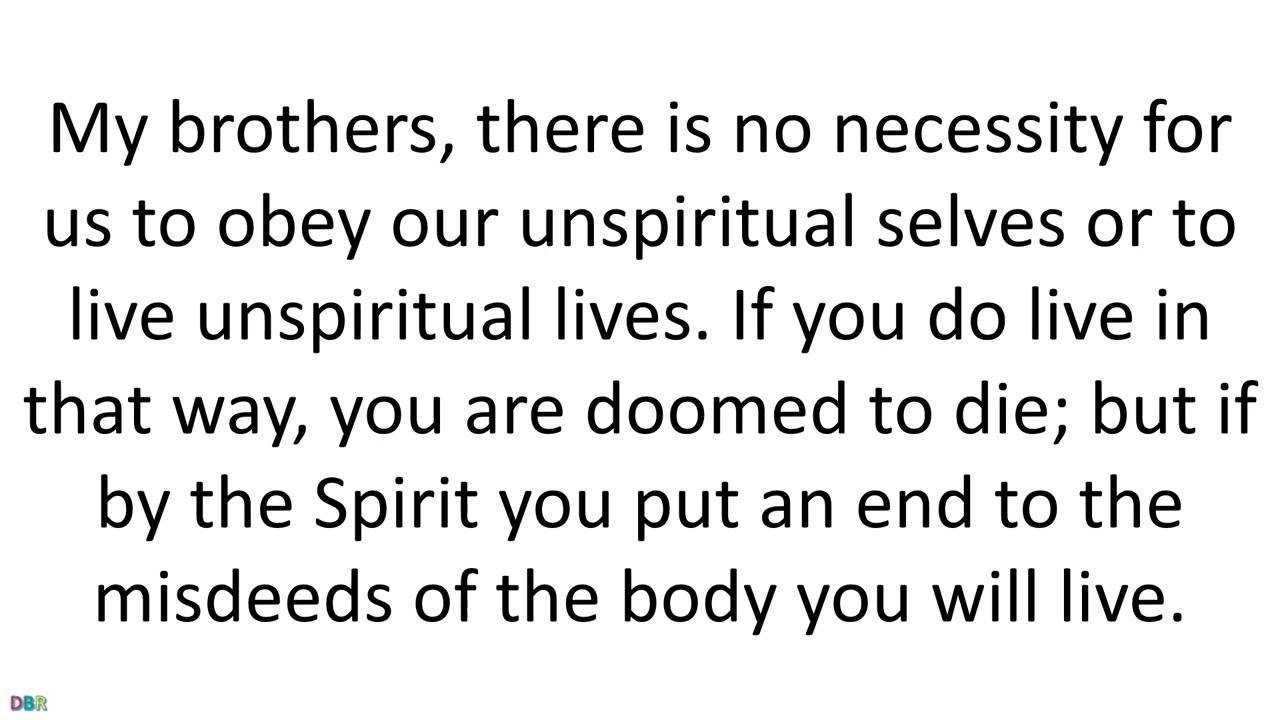 My brothers, there is no necessity for
us to obey our unspiritual selves or to
live unspiritual lives. If you do live in
that way, you are doomed to die; but if
by the Spirit you put an end to the
misdeeds of the body you will live.
DBR